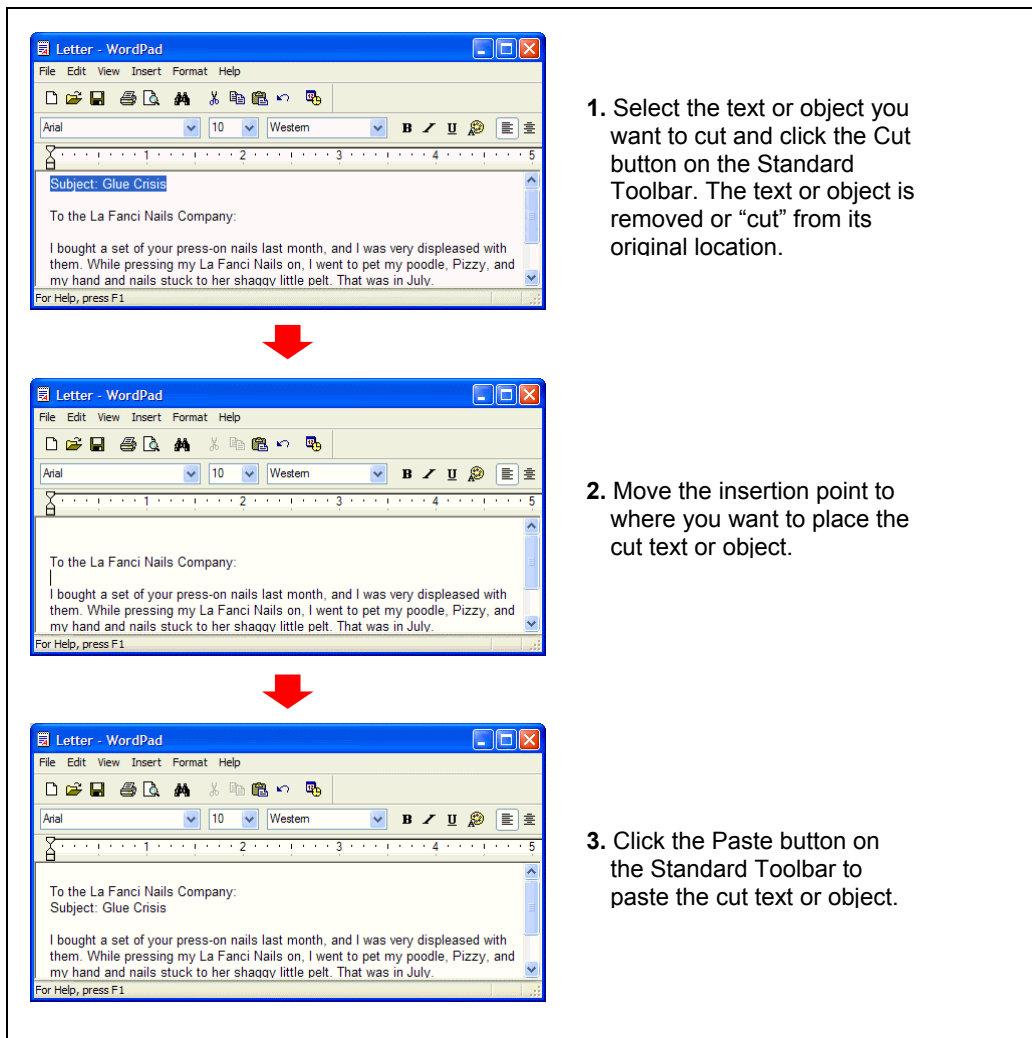 Letter - WordPad
File Edit View Insert Format Help
Arial 10 Western B / U
1 2 3 4 5
Subject: Glue Crisis
To the La Fanci Nails Company:
I bought a set of your press-on nails last month, and I was very displeased with
them. While pressing my La Fanci Nails on, I went to pet my poodle, Pizzy, and
my hand and nails stuck to her shaggy little pelt. That was in July.
For Help, press F1
1. Select the text or object you
want to cut and click the Cut
button on the Standard
Toolbar. The text or object is
removed or “cut” from its
original location.
Letter - WordPad
File Edit View Insert Format Help
Arial 10 Western B / U
1 2 3 4 5
To the La Fanci Nails Company:
I bought a set of your press-on nails last month, and I was very displeased with
them. While pressing my La Fanci Nails on, I went to pet my poodle, Pizzy, and
my hand and nails stuck to her shaggy little pelt. That was in July.
For Help, press F1
2. Move the insertion point to
where you want to place the
cut text or object.
Letter - WordPad
File Edit View Insert Format Help
Arial 10 Western B / U
1 2 3 4 5
To the La Fanci Nails Company:
Subject: Glue Crisis
I bought a set of your press-on nails last month, and I was very displeased with
them. While pressing my La Fanci Nails on, I went to pet my poodle, Pizzy, and
my hand and nails stuck to her shaggy little pelt. That was in July.
For Help, press F1
3. Click the Paste button on
the Standard Toolbar to
paste the cut text or object.